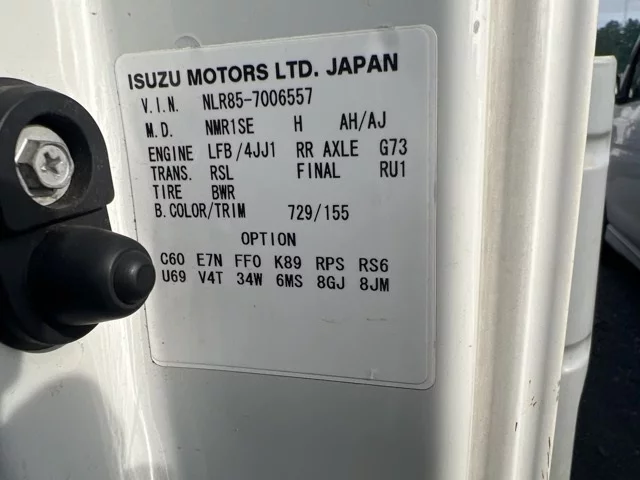 ISUZU MOTORS LTD. JAPAN
V.I.N. NLR85-7006557
M.D. NMR1SE H AH/AJ
ENGINE LFB/4JJ1 RR AXLE G73
TRANS. RSL FINAL RU1
TIRE BWR
B.COLOR/TRIM 729/155
OPTION
C60 E7N FF0 K89 RPS RS6
U69 V4T 34W 6MS 8GJ 8JM